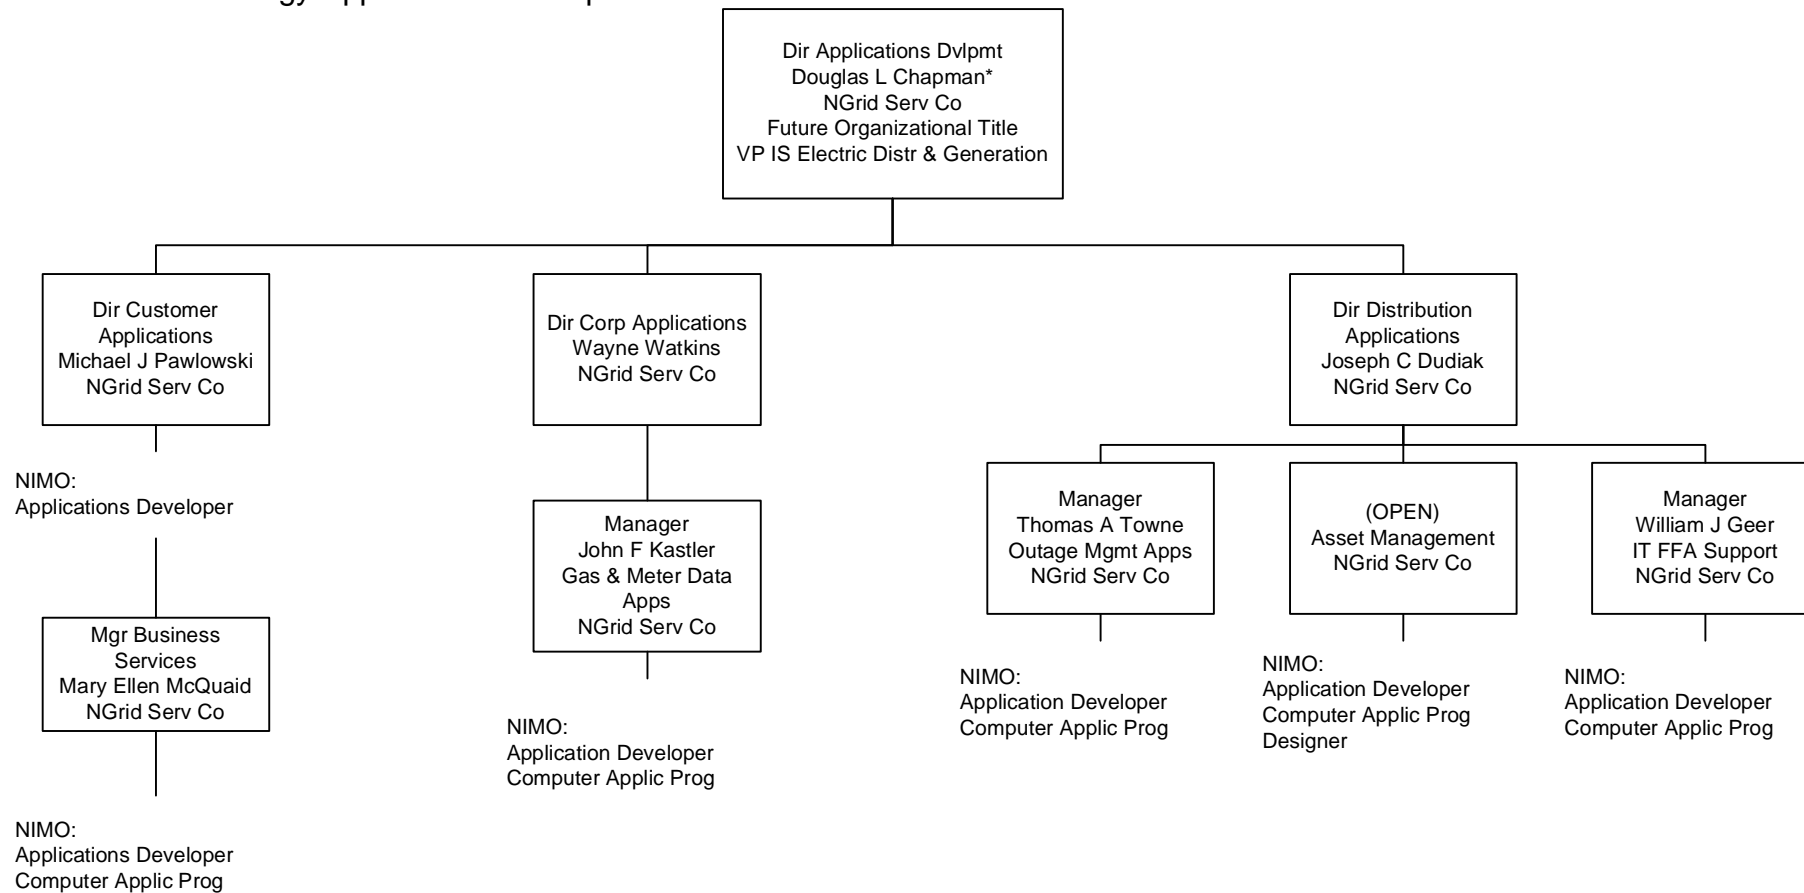 Dir Applications Dvlpmt
Douglas L Chapman*
NGrid Serv Co
Future Organizational Title
VP IS Electric Distr & Generation
Dir Customer
Applications
Michael J Pawlowski
NGrid Serv Co
Dir Corp Applications
Wayne Watkins
NGrid Serv Co
Dir Distribution
Applications
Joseph C Dudiak
NGrid Serv Co
NIMO:
Applications Developer
Manager
John F Kastler
Gas & Meter Data
Apps
NGrid Serv Co
Manager
Thomas A Towne
Outage Mgmt Apps
NGrid Serv Co
(OPEN)
Asset Management
NGrid Serv Co
Manager
William J Geer
IT FFA Support
NGrid Serv Co
Mgr Business
Services
Mary Ellen McQuaid
NGrid Serv Co
NIMO:
Application Developer
Computer Applic Prog
NIMO:
Application Developer
Computer Applic Prog
NIMO:
Application Developer
Computer Applic Prog
Designer
NIMO:
Application Developer
Computer Applic Prog
NIMO:
Applications Developer
Computer Applic Prog